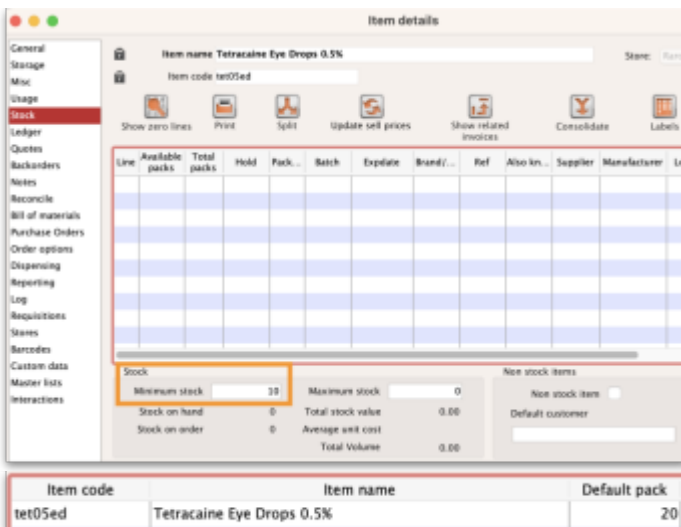 Item details
General
Storage
Misc
Usage
Stock
Ledger
Quotes
Backorders
Notes
Reconcile
Bill of materials
Purchase Orders
Order options
Dispensing
Reporting
Log
Requisitions
Stores
Barcodes
Custom data
Master lists
Interactions
Item name Tetracaine Eye Drops 0.5%
Store:
Item code tet05ed
Show zero lines Print Split Update sell prices Show related invoices Consolidate Labels
Line Available packs Total packs Hold Pack... Batch Expdate Brand/... Ref Also kn... Supplier Manufacturer
Stock Non stock items
Minimum stock 10 Maximum stock 0 Non stock item
Stock on hand 0 Total stock value 0.00 Default customer
Stock on order 0 Average unit cost
Total Volume 0.00
Item code Item name Default pack
tet05ed Tetracaine Eye Drops 0.5% 20